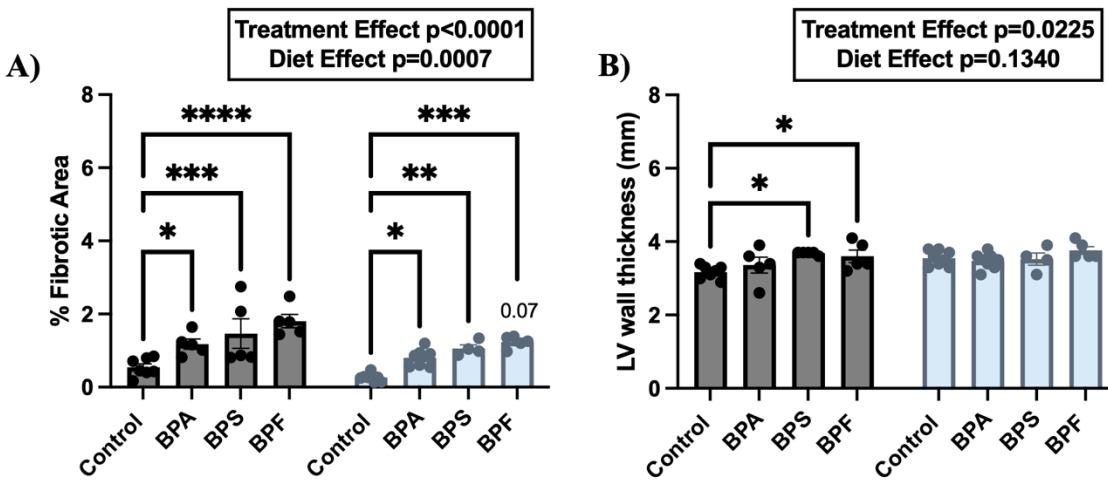 A)
Treatment Effect p<0.0001
Diet Effect p=0.0007
% Fibrotic Area
8
6
4
2
0
****
***
*
***
**
*
0.07
Control
BPA
BPS
BPF
Control
BPA
BPS
BPF
B)
Treatment Effect p=0.0225
Diet Effect p=0.1340
LV wall thickness (mm)
8
6
4
2
0
*
*
Control
BPA
BPS
BPF
Control
BPA
BPS
BPF